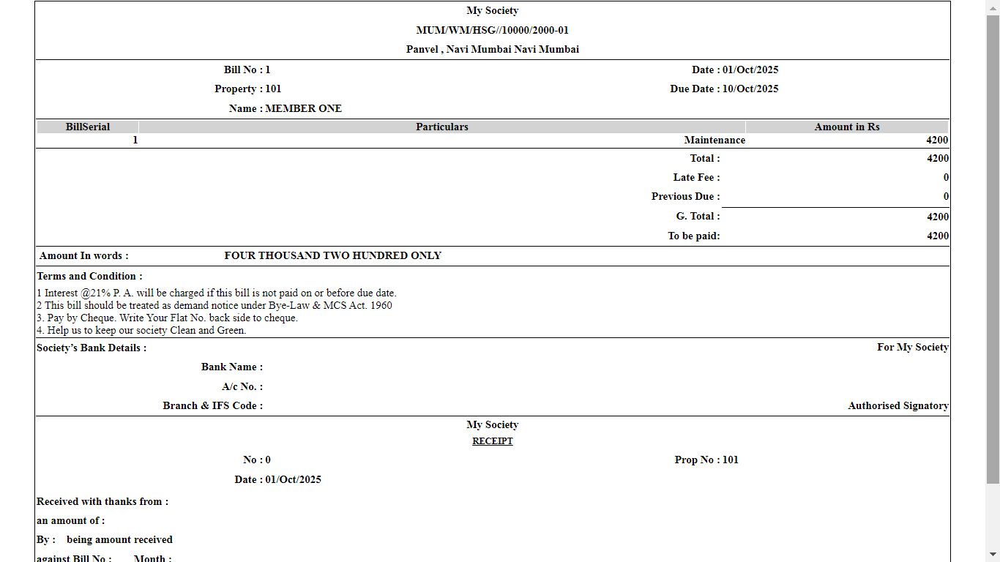 My Society
MUM/WM/HSG//10000/2000-01
Panvel , Navi Mumbai Navi Mumbai
Bill No : 1 Date : 01/Oct/2025
Property : 101 Due Date : 10/Oct/2025
Name : MEMBER ONE
BillSerial Particulars Amount in Rs
1 Maintenance 4200
Total : 4200
Late Fee : 0
Previous Due : 0
G. Total : 4200
To be paid: 4200
Amount In words : FOUR THOUSAND TWO HUNDRED ONLY
Terms and Condition :
1 Interest @21% P. A. will be charged if this bill is not paid on or before due date.
2 This bill should be treated as demand notice under Bye-Law & MCS Act. 1960
3. Pay by Cheque. Write Your Flat No. back side to cheque.
4. Help us to keep our society Clean and Green.
Society’s Bank Details : For My Society
Bank Name :
A/c No. :
Branch & IFS Code : Authorised Signatory
My Society
RECEIPT
No : 0 Prop No : 101
Date : 01/Oct/2025
Received with thanks from :
an amount of :
By : being amount received
against Bill No : Month :